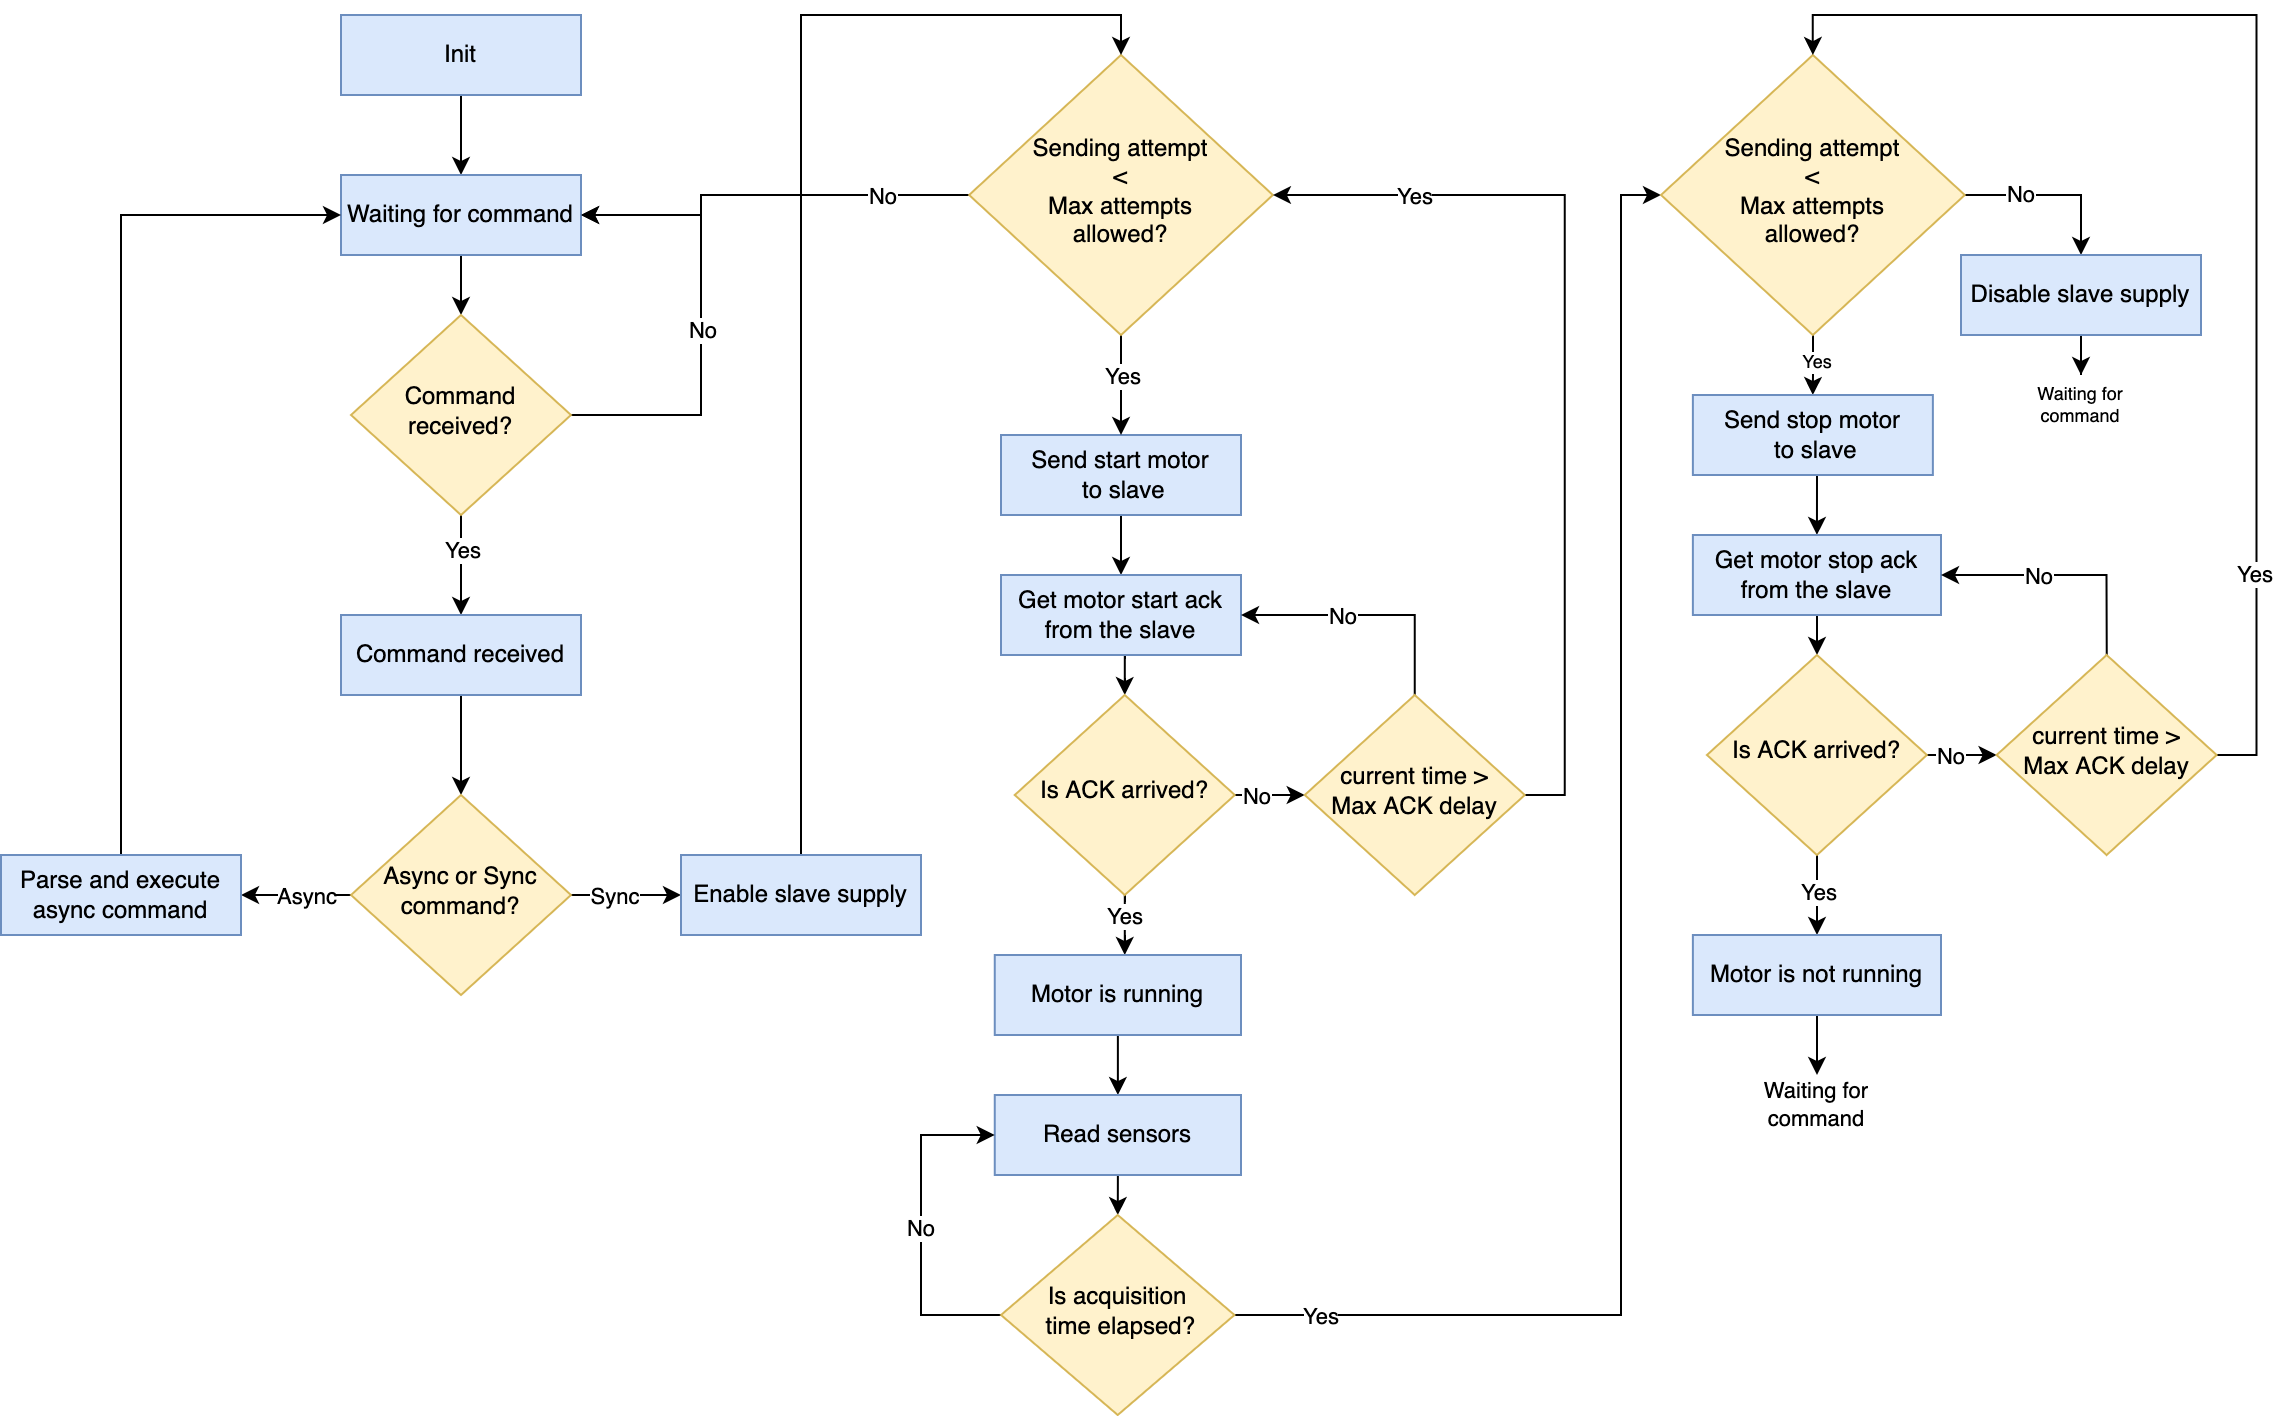 Init
Waiting for command
No
Command
received?
Yes
Command received
Async or Sync
command?
Async
Parse and execute
async command
Sync
Enable slave supply
Sending attempt
<
Max attempts
allowed?
No
Yes
Yes
Send start motor
to slave
Get motor start ack
from the slave
No
Is ACK arrived?
No
current time >
Max ACK delay
Yes
Motor is running
Read sensors
No
Is acquisition
time elapsed?
Yes
Sending attempt
<
Max attempts
allowed?
No
Disable slave supply
Waiting for
command
Yes
Send stop motor
to slave
Get motor stop ack
from the slave
No
Yes
Is ACK arrived?
No
current time >
Max ACK delay
Yes
Motor is not running
Waiting for
command